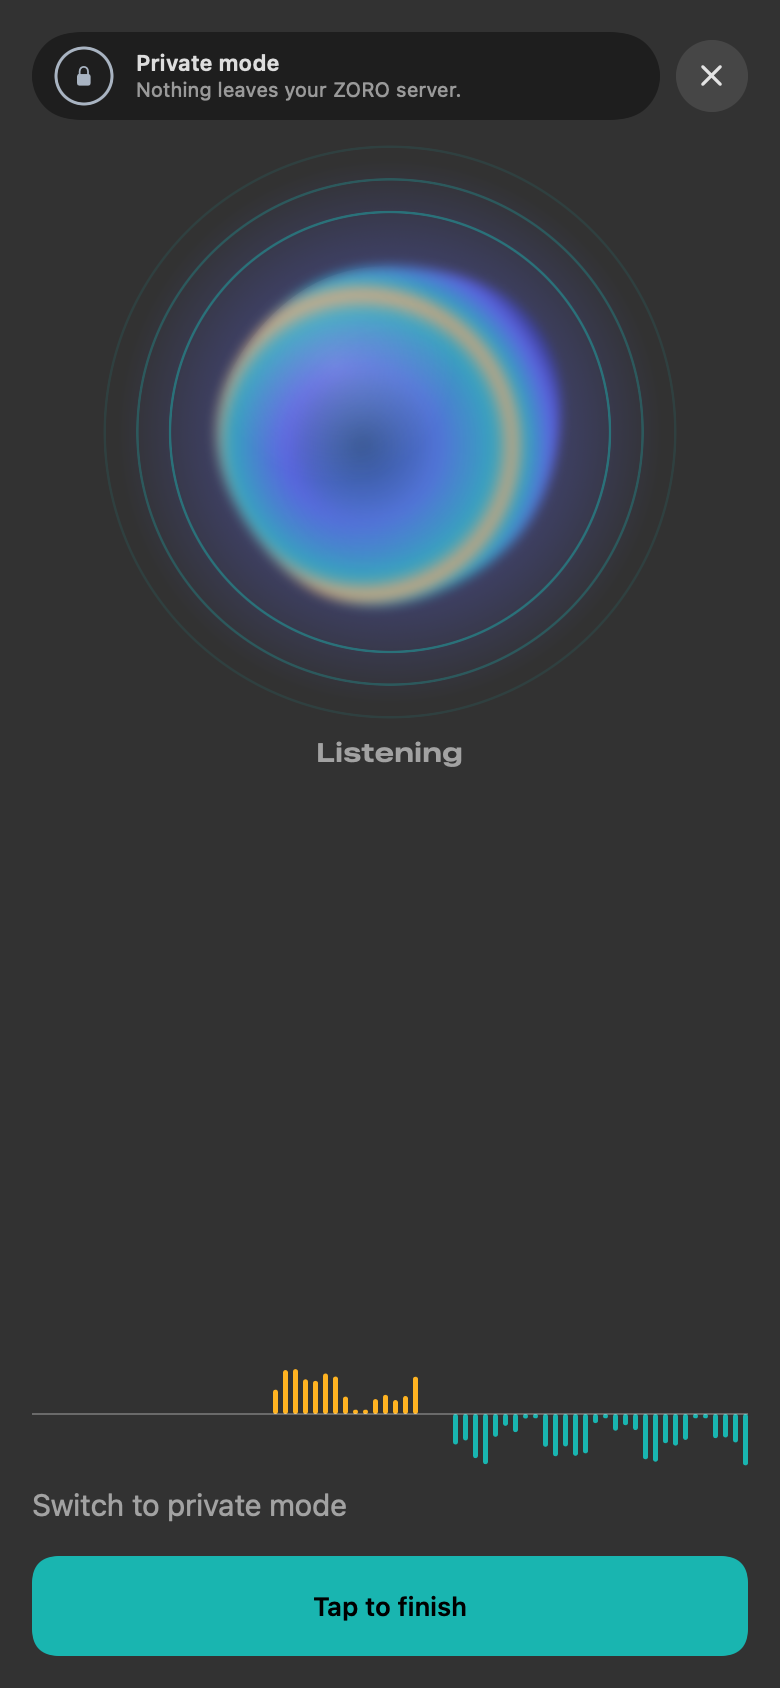 Private mode
Nothing leaves your ZORO server.
Listening
Switch to private mode
Tap to finish